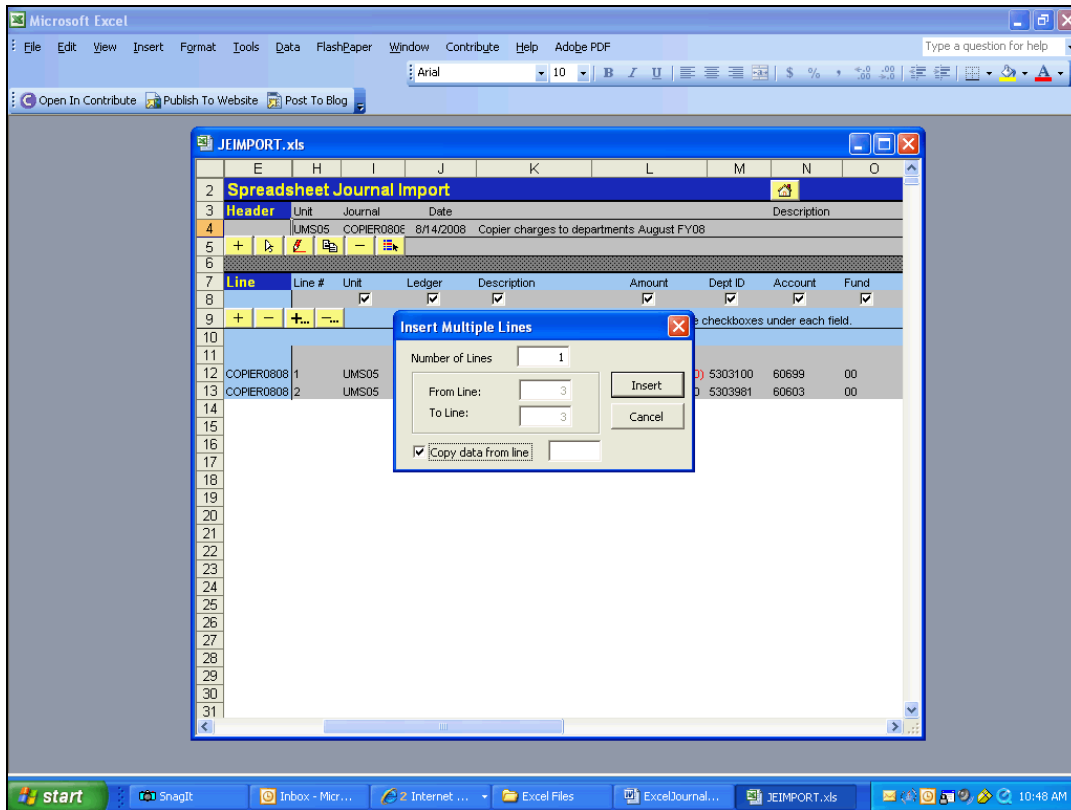 Microsoft Excel
File Edit View Insert Format Tools Data FlashPaper Window Contribute Help Adobe PDF Type a question for help
Arial 10 B I U $ % ,
Open In Contribute Publish To Website Post To Blog
JEIMPORT.xls
E H I J K L M N O
2 Spreadsheet Journal Import
3 Header Unit Journal Date Description
4 UMS05 COPIER0808 8/14/2008 Copier charges to departments August FY08
5
6
7 Line Line # Unit Ledger Description Amount Dept ID Account Fund
8
9 checkboxes under each field.
10
11
12 COPIER0808 1 UMS05 5303100 60699 00
13 COPIER0808 2 UMS05 5303981 60603 00
14
15
16
17
18
19
20
21
22
23
24
25
26
27
28
29
30
31
Insert Multiple Lines
Number of Lines 1
From Line: 3
To Line: 3
Insert
Cancel
Copy data from line
start SnagIt Inbox - Micr... 2 Internet ... Excel Files ExcelJournal... JEIMPORT.xls 10:48 AM